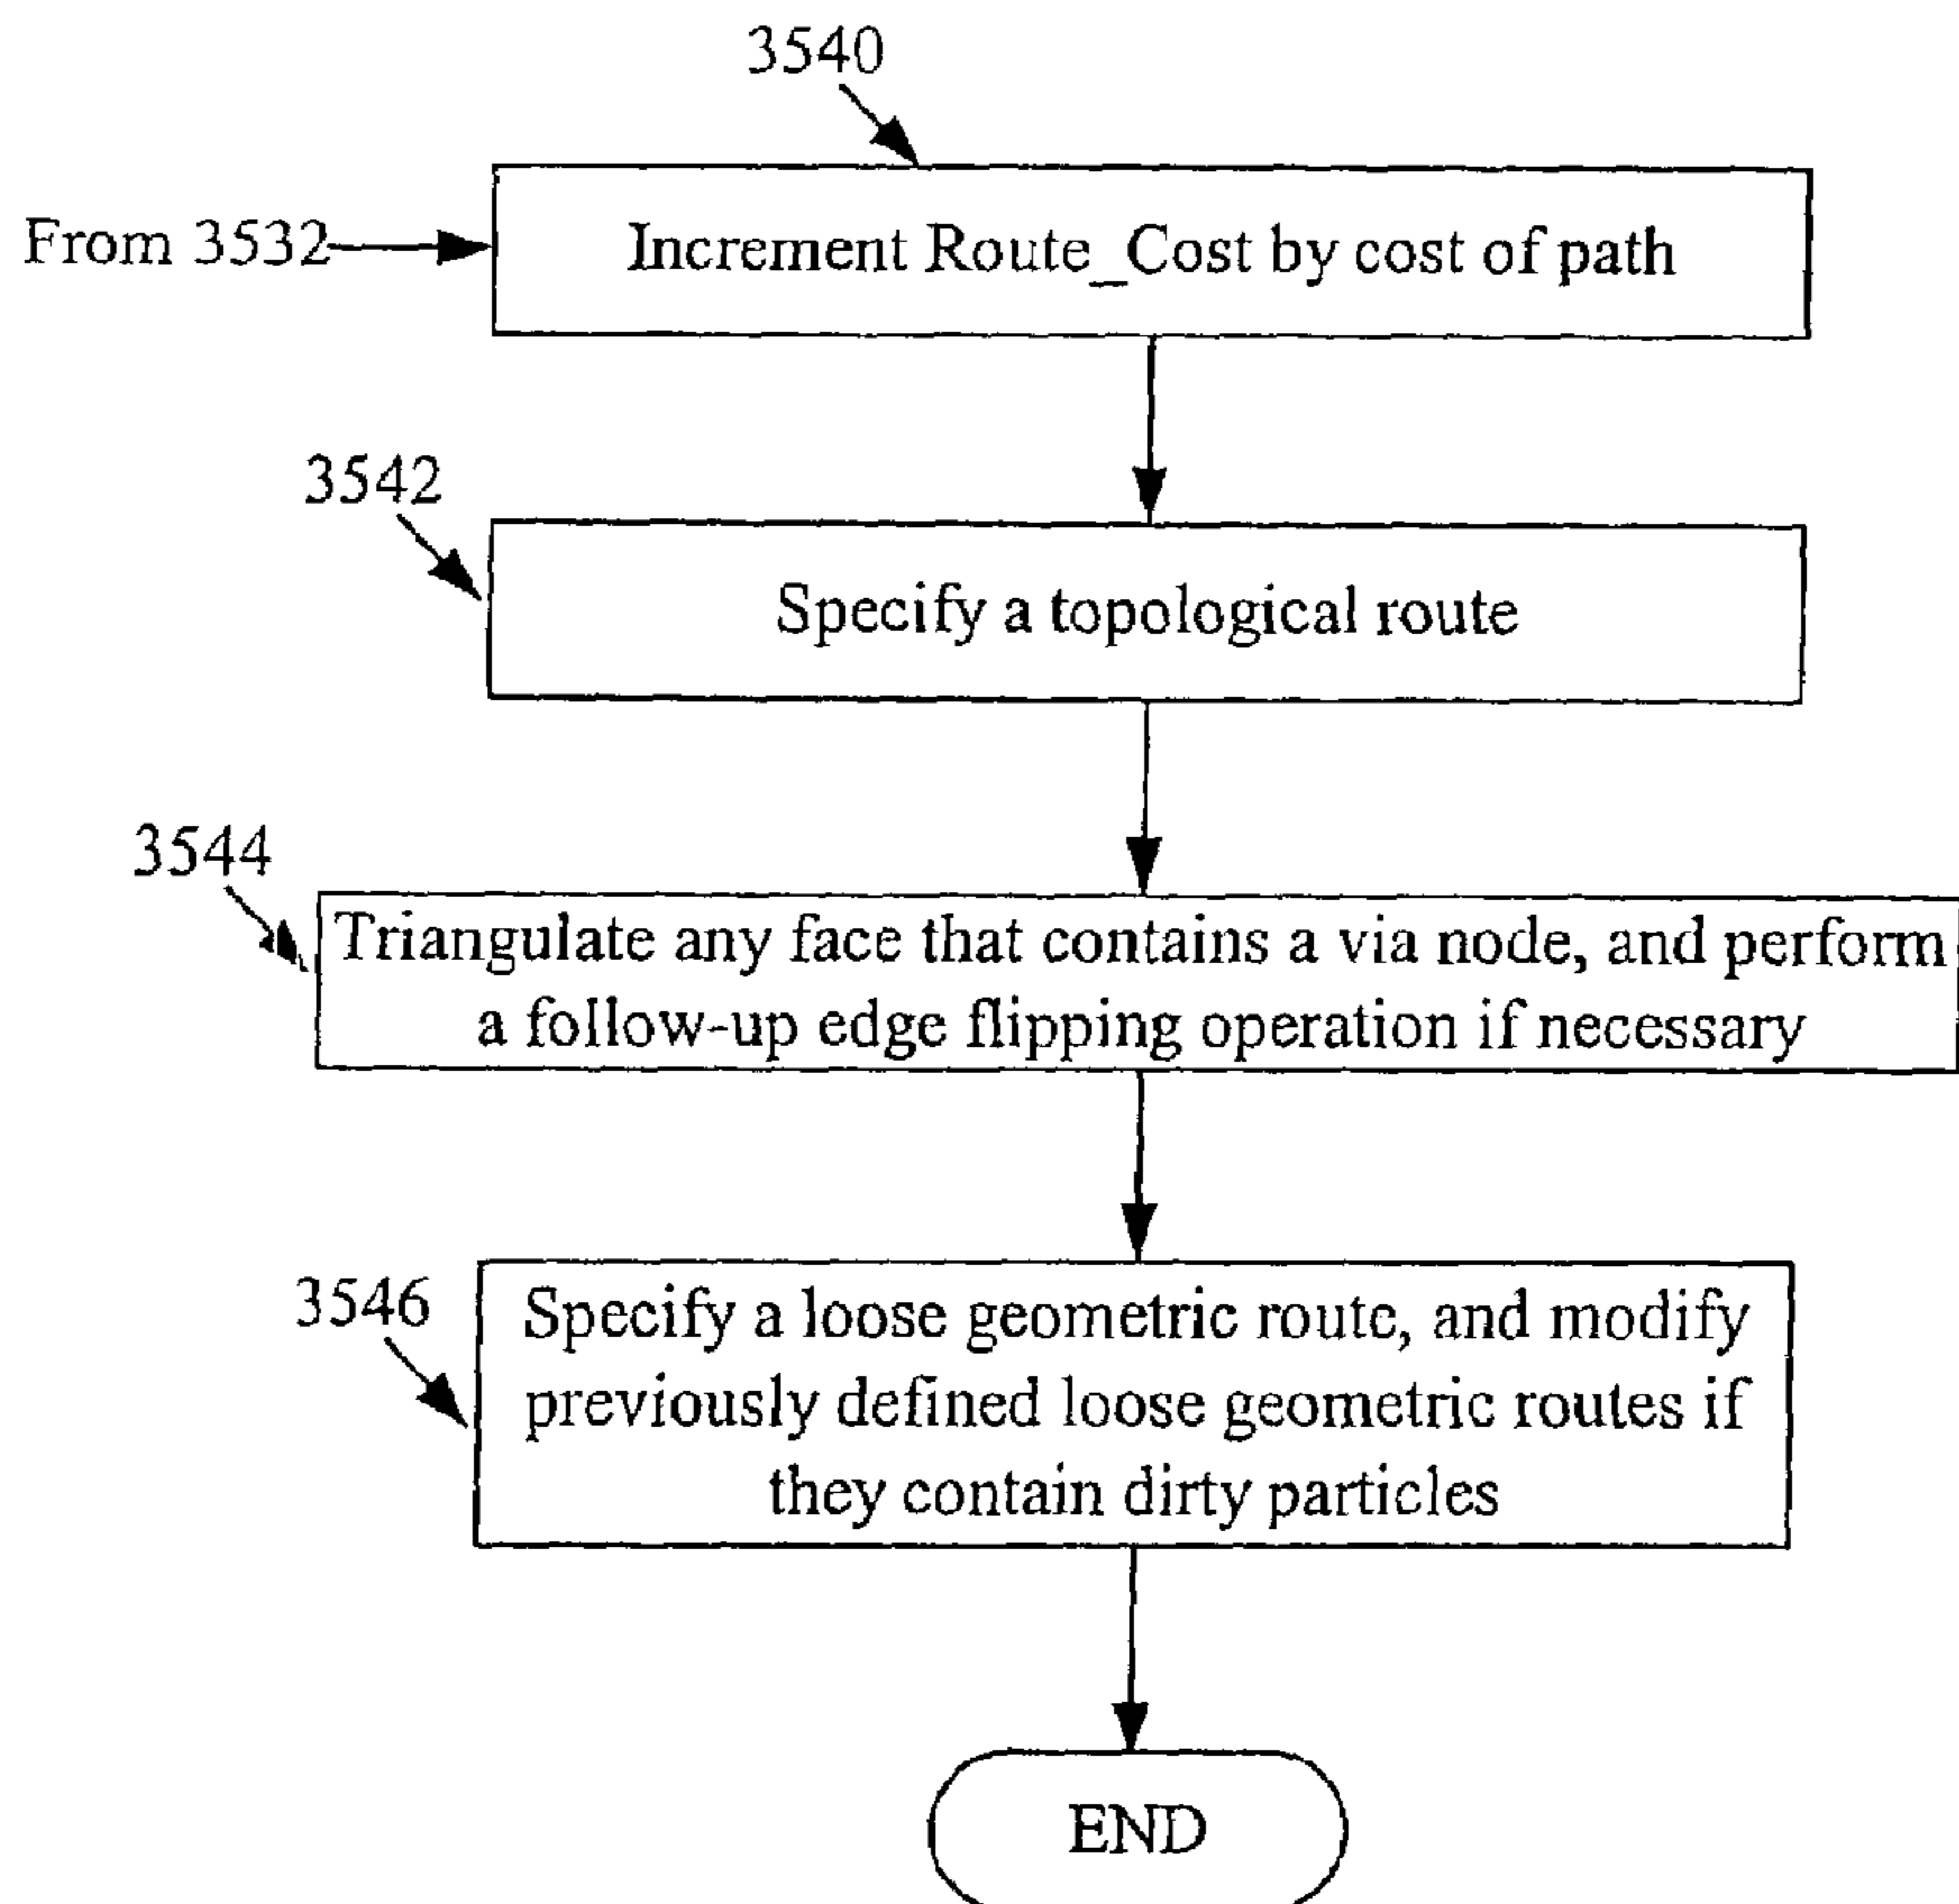 3540
From 3532
Increment Route_Cost by cost of path
3542
Specify a topological route
3544
Triangulate any face that contains a via node, and perform
a follow-up edge flipping operation if necessary
3546
Specify a loose geometric route, and modify
previously defined loose geometric routes if
they contain dirty particles
END